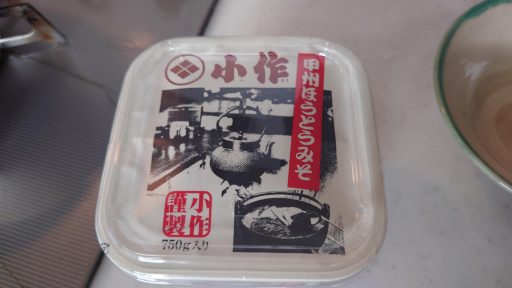 小作
甲州ほうとうみそ
小作
謹製
750g入り